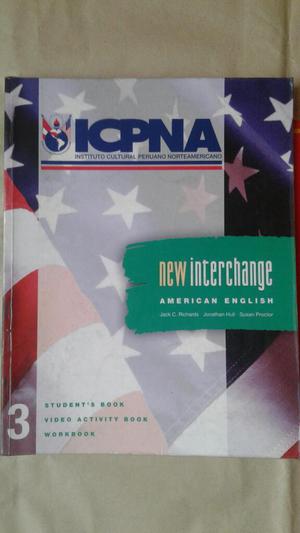 ICPNA
INSTITUTO CULTURAL PERUANO NORTEAMERICANO
new interchange
AMERICAN ENGLISH
Jack C. Richards Jonathan Hull Susan Proctor
3
STUDENT'S BOOK
VIDEO ACTIVITY BOOK
WORKBOOK